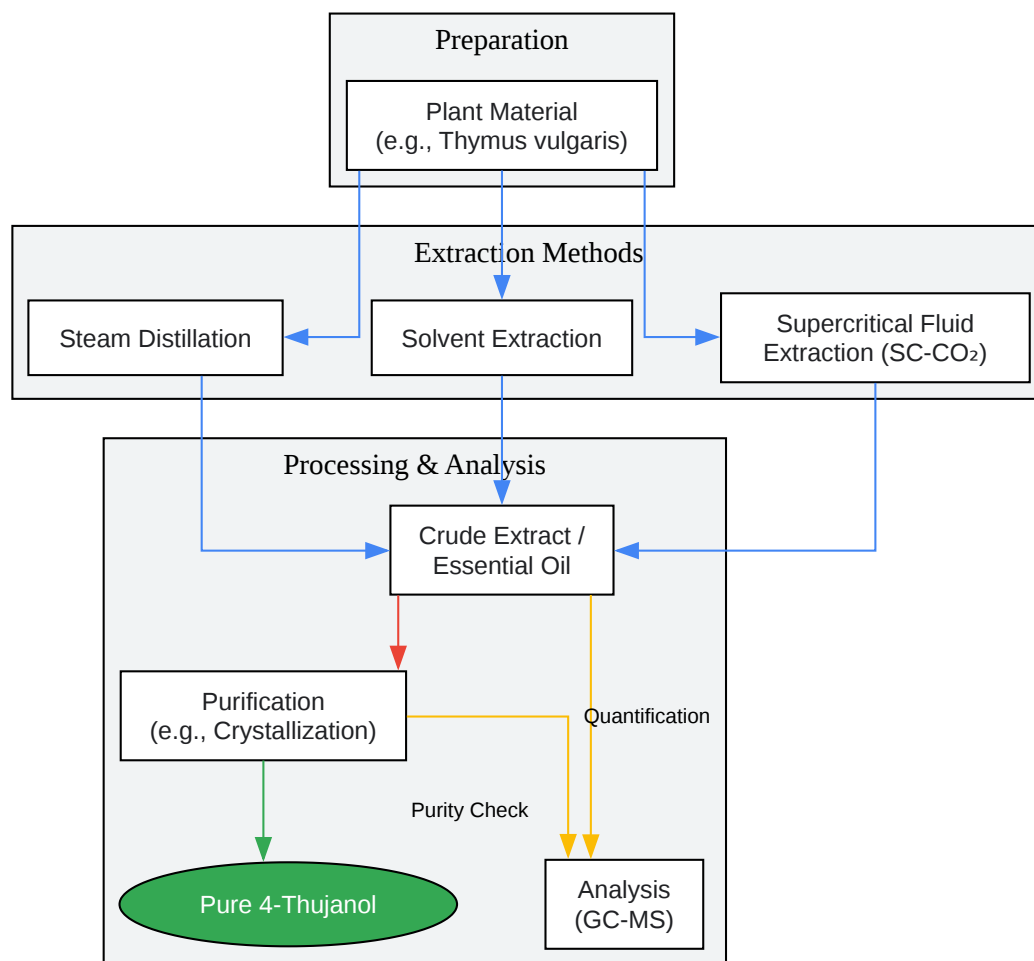 Preparation
Plant Material
(e.g., Thymus vulgaris)
Extraction Methods
Steam Distillation
Solvent Extraction
Supercritical Fluid
Extraction (SC-CO₂)
Processing & Analysis
Crude Extract /
Essential Oil
Purification
(e.g., Crystallization)
Quantification
Purity Check
Pure 4-Thujanol
Analysis
(GC-MS)